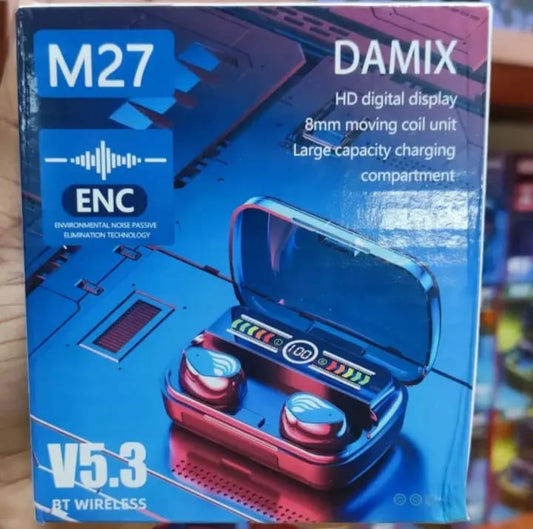 M27
ENC
ENVIRONMENTAL NOISE PASSIVE
ELIMINATION TECHNOLOGY
DAMIX
HD digital display
8mm moving coil unit
Large capacity charging
compartment
100
V5.3
BT WIRELESS